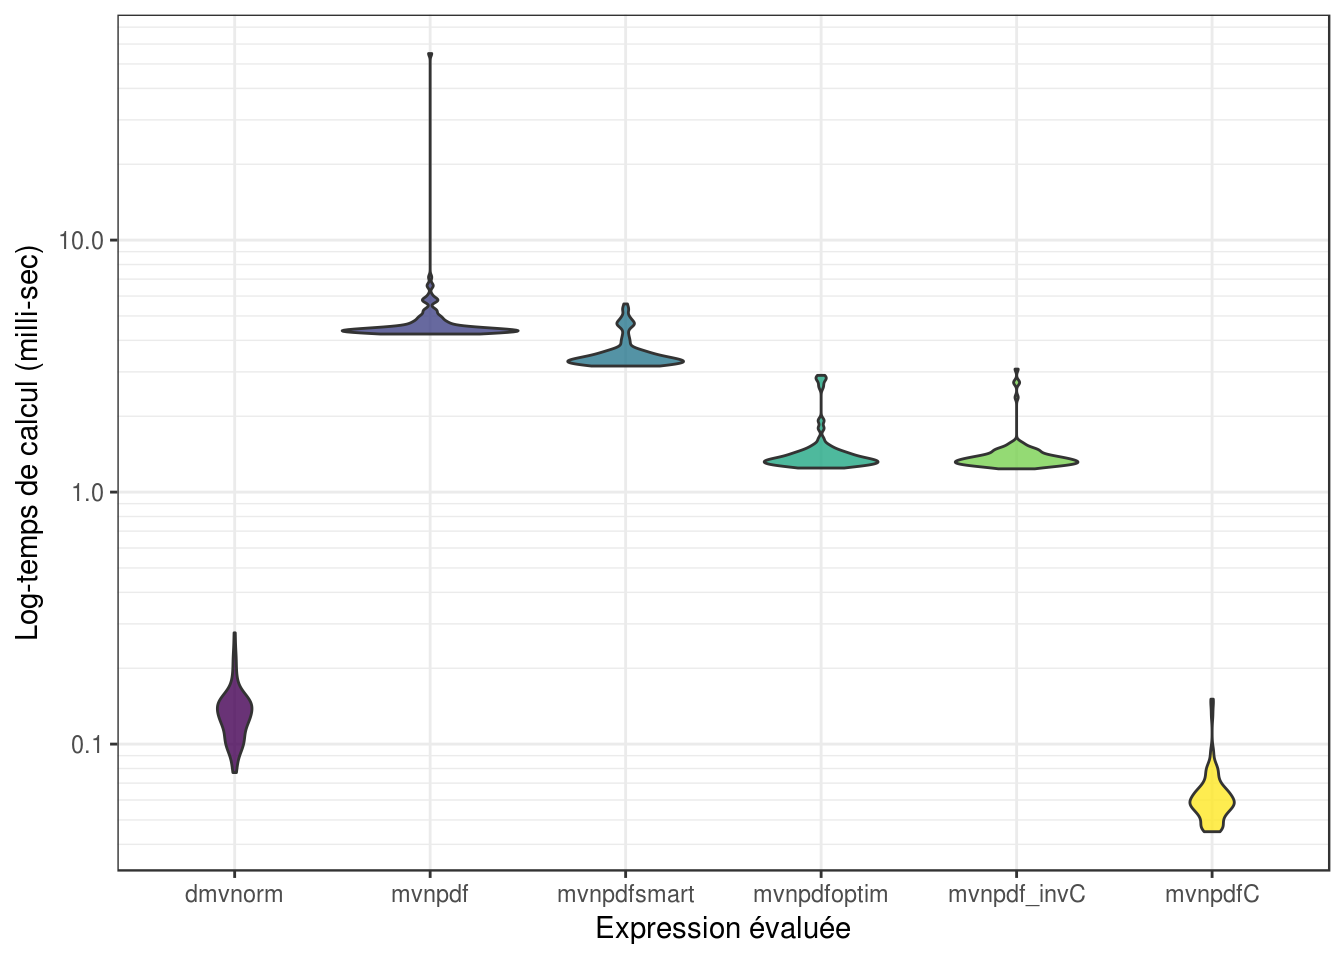 Log-temps de calcul (milli-sec)
10.0
1.0
0.1
dmvnorm
mvnpdf
mvnpdfsmart
mvnpdfoptim
mvnpdf_invC
mvnpdfC
Expression évaluée